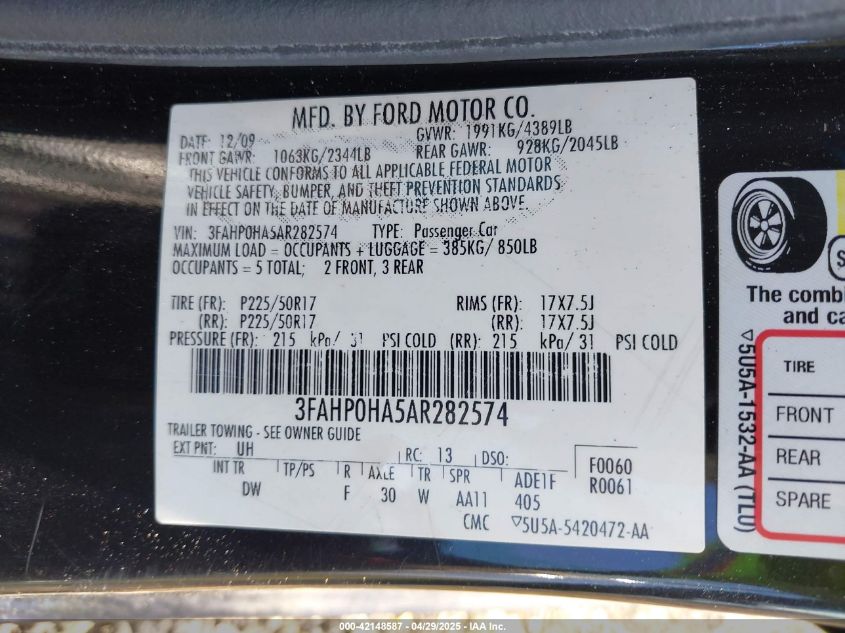 MFD. BY FORD MOTOR CO.
DATE: 12/09 GVWR: 1991KG/4389LB
FRONT GAWR: 1063KG/2344LB REAR GAWR: 928KG/2045LB
THIS VEHICLE CONFORMS TO ALL APPLICABLE FEDERAL MOTOR
VEHICLE SAFETY, BUMPER, AND THEFT PREVENTION STANDARDS
IN EFFECT ON THE DATE OF MANUFACTURE SHOWN ABOVE.
VIN: 3FAHP0HA5AR282574 TYPE: Passenger Car
MAXIMUM LOAD = OCCUPANTS + LUGGAGE = 385KG/ 850LB
OCCUPANTS = 5 TOTAL; 2 FRONT, 3 REAR
TIRE (FR): P225/50R17 RIMS (FR): 17X7.5J
(RR): P225/50R17 (RR): 17X7.5J
PRESSURE (FR): 215 kPa/ 31 PSI COLD (RR): 215 kPa/ 31 PSI COLD
3FAHP0HA5AR282574
TRAILER TOWING - SEE OWNER GUIDE
EXT PNT: UH RC: 13 DSO: F0060
INT TR TP/PS R AXLE TR SPR ADE1F R0061
DW F 30 W AA11 405
CMC ▽5U5A-5420472-AA
The combi
and ca
▽5U5A-1532-AA (TLU)
TIRE
FRONT
REAR
SPARE
000-42148587 - 04/29/2025 - IAA Inc.